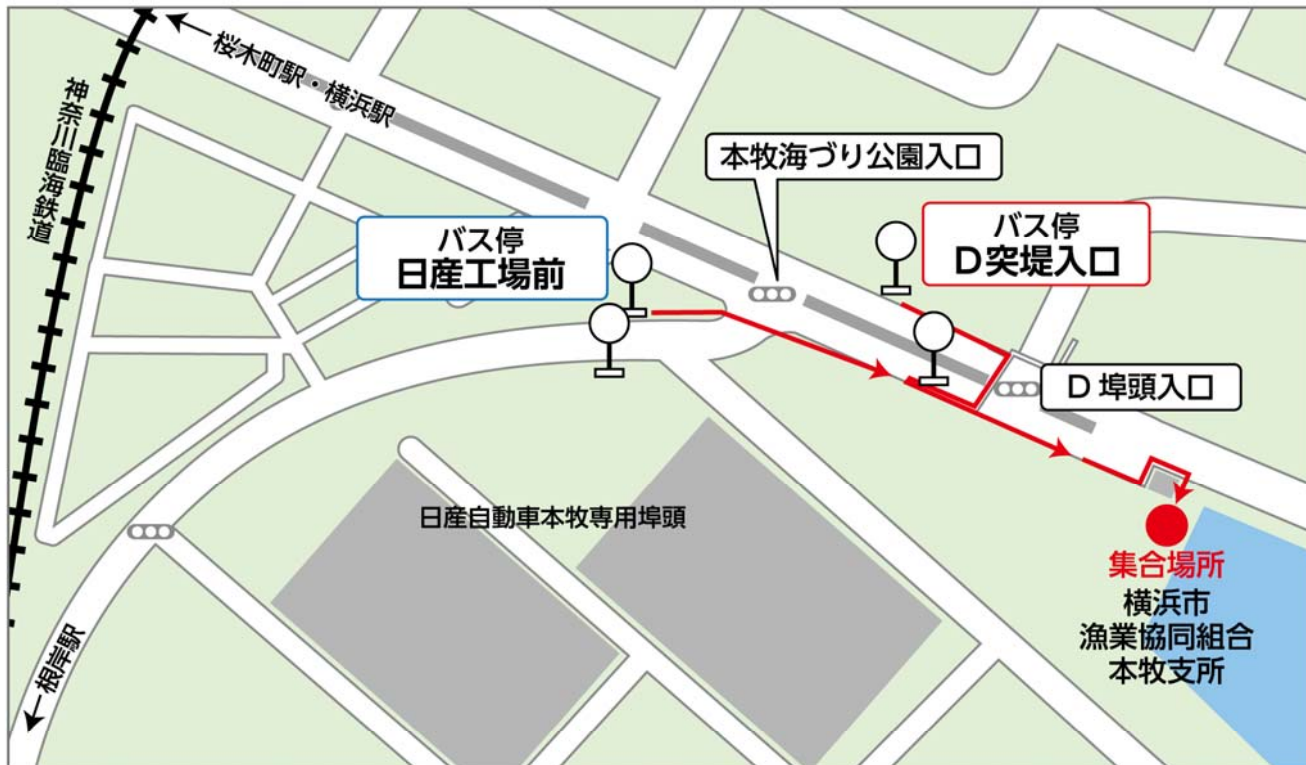 ←桜木町駅・横浜駅
神奈川臨海鉄道
本牧海づり公園入口
バス停
日産工場前
バス停
D突堤入口
D 埠頭入口
日産自動車本牧専用埠頭
集合場所
横浜市
漁業協同組合
本牧支所
←根岸駅